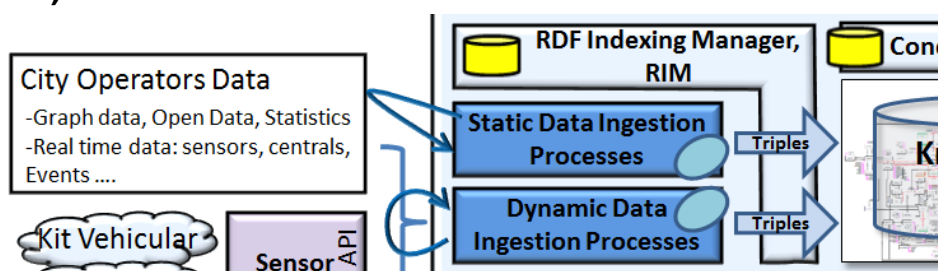 City Operators Data
-Graph data, Open Data, Statistics
-Real time data: sensors, centrals,
Events ....
Kit Vehicular
Sensor
API
RDF Indexing Manager,
RIM
Static Data Ingestion
Processes
Triples
Dynamic Data
Ingestion Processes
Triples